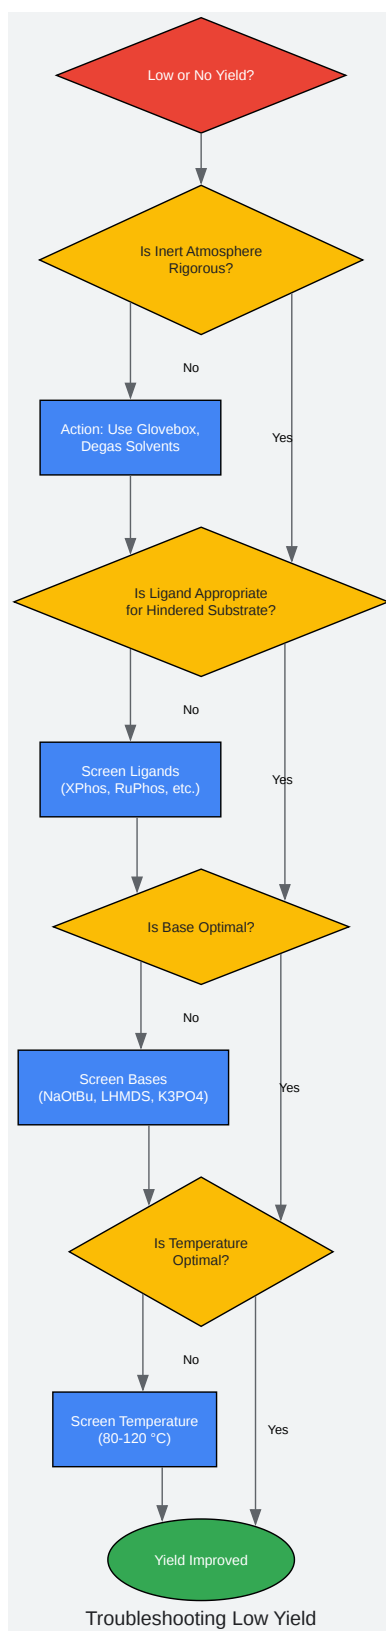 Low or No Yield?
Is Inert Atmosphere
Rigorous?
No
Action: Use Glovebox,
Degas Solvents
Yes
Is Ligand Appropriate
for Hindered Substrate?
No
Screen Ligands
(XPhos, RuPhos, etc.)
Yes
Is Base Optimal?
No
Screen Bases
(NaOtBu, LHMDS, K3PO4)
Yes
Is Temperature
Optimal?
No
Screen Temperature
(80-120 °C)
Yes
Yield Improved
Troubleshooting Low Yield